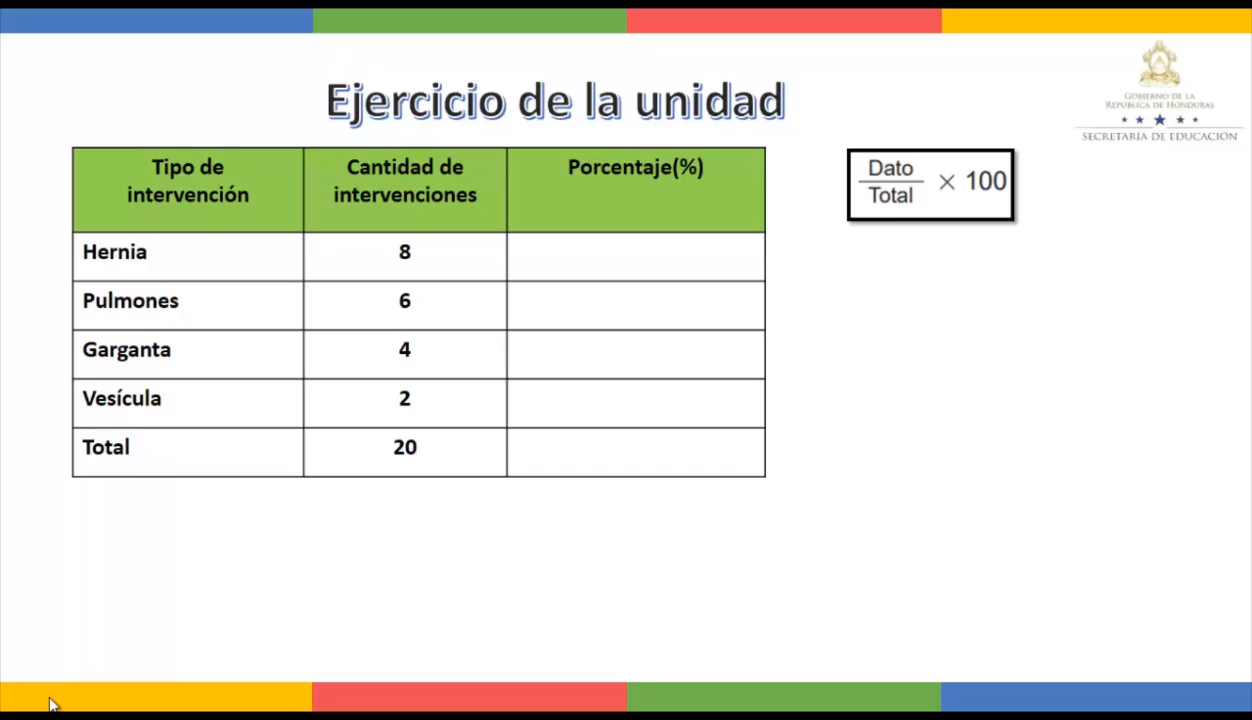 Ejercicio de la unidad
GOBIERNO DE LA
REPÚBLICA DE HONDURAS
SECRETARÍA DE EDUCACIÓN
Tipo de intervención Cantidad de intervenciones Porcentaje(%)
Hernia 8
Pulmones 6
Garganta 4
Vesícula 2
Total 20
Dato
Total × 100